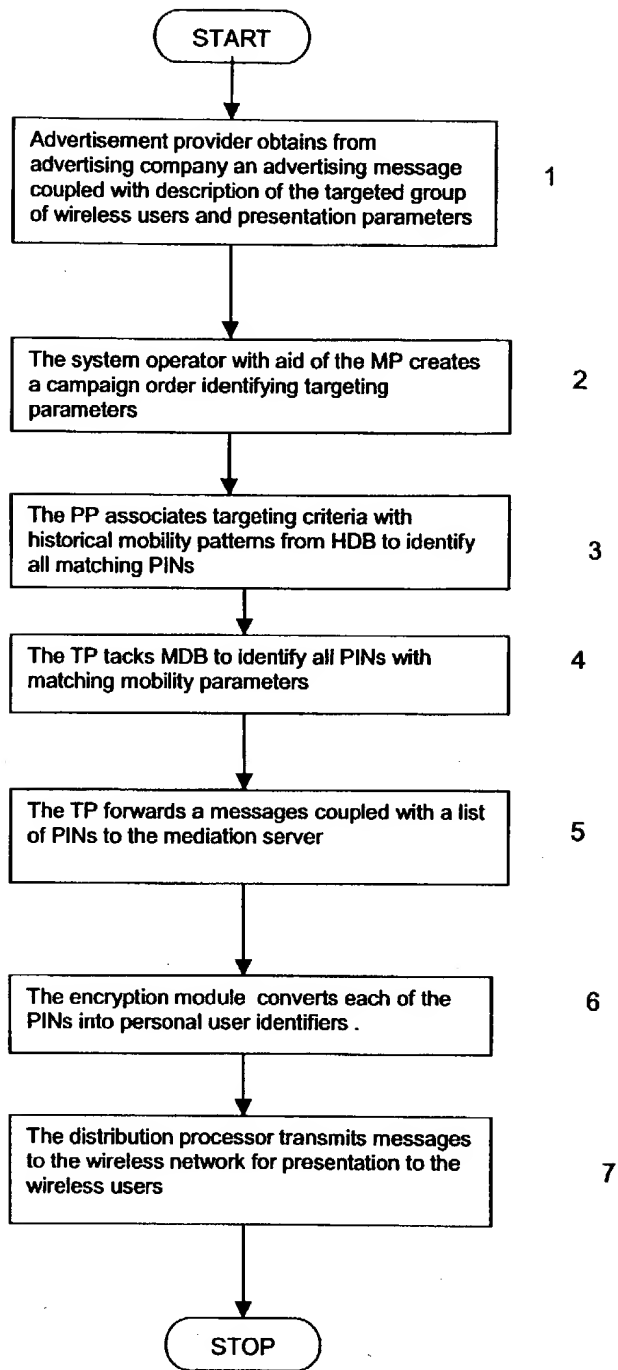 START
Advertisement provider obtains from
advertising company an advertising message
coupled with description of the targeted group
of wireless users and presentation parameters
1
The system operator with aid of the MP creates
a campaign order identifying targeting
parameters
2
The PP associates targeting criteria with
historical mobility patterns from HDB to identify
all matching PINs
3
The TP tacks MDB to identify all PINs with
matching mobility parameters
4
The TP forwards a messages coupled with a list
of PINs to the mediation server
5
The encryption module converts each of the
PINs into personal user identifiers .
6
The distribution processor transmits messages
to the wireless network for presentation to the
wireless users
7
STOP